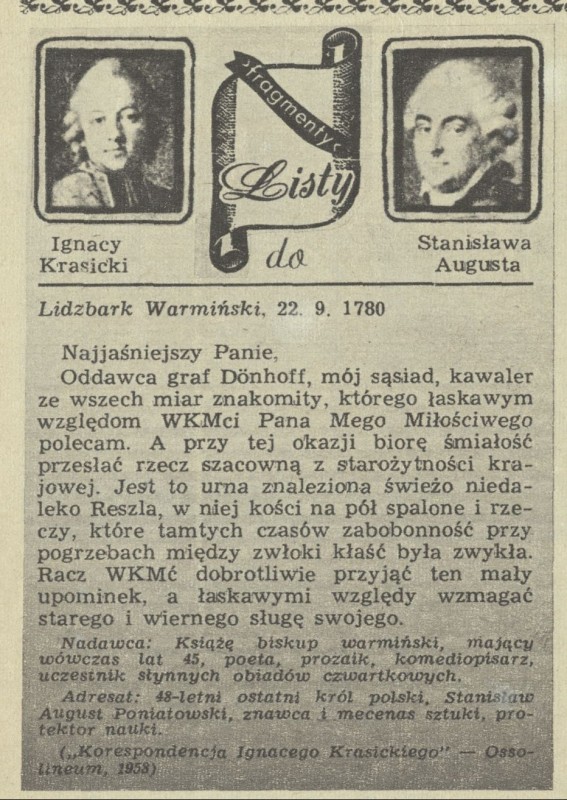 fragmenty
Listy
do
Ignacy
Krasicki
Stanisława
Augusta
Lidzbark Warmiński, 22. 9. 1780
Najjaśniejszy Panie,
Oddawca graf Dönhoff, mój sąsiad, kawaler
ze wszech miar znakomity, którego łaskawym
względom WKMci Pana Mego Miłościwego
polecam. A przy tej okazji biorę śmiałość
przesłać rzecz szacowną z starożytności kra-
jowej. Jest to urna znaleziona świeżo nieda-
leko Reszla, w niej kości na pół spalone i rze-
czy, które tamtych czasów zabobonność przy
pogrzebach między zwłoki kłaść była zwykła.
Racz WKMć dobrotliwie przyjąć ten mały
upominek, a łaskawymi względy wzmagać
starego i wiernego sługę swojego.
Nadawca: Książę biskup warmiński, mający
wówczas lat 45, poeta, prozaik, komediopisarz,
uczestnik słynnych obiadów czwartkowych.
Adresat: 48-letni ostatni król polski, Stanisław
August Poniatowski, znawca i mecenas sztuki, pro-
tektor nauki.
(„Korespondencja Ignacego Krasickiego" — Osso-
lineum, 1958)